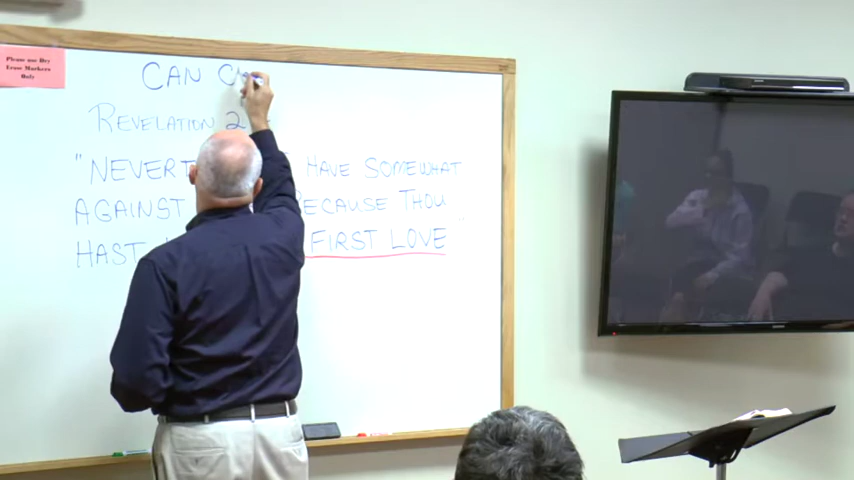 Please use Dry
Erase Markers
Only
CAN
REVELATION 2
"NEVERT HAVE SOMEWHAT
AGAINST BECAUSE THOU
HAST FIRST LOVE"